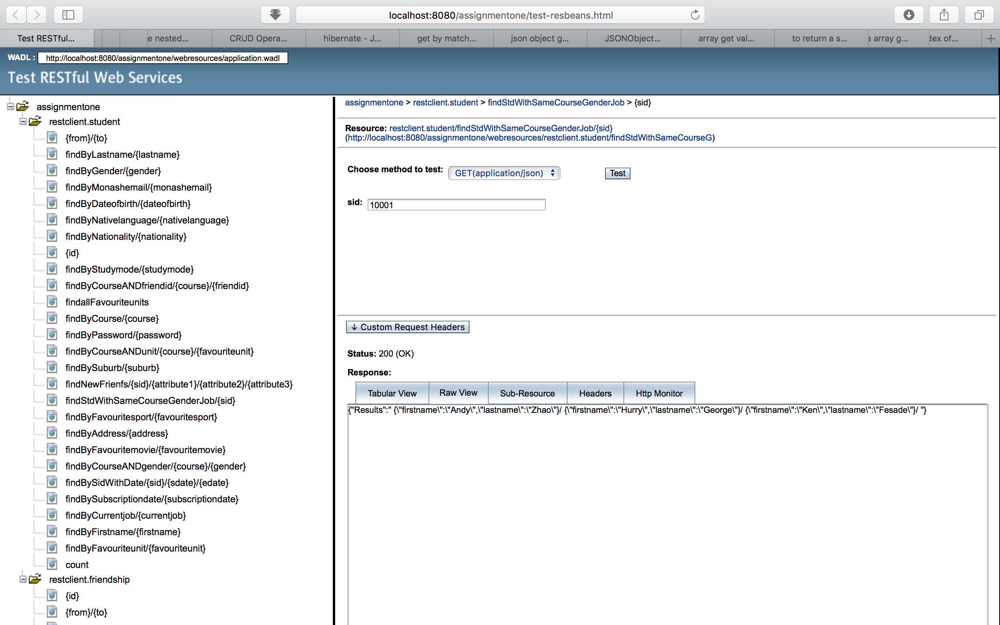 localhost:8080/assignmentone/test-resbeans.html
Test RESTful... e nested... CRUD Opera... hibernate - J... get by match... json object g... JSONObject... array get val... to return a s... array g... dex of...
WADL : http://localhost:8080/assignmentone/webresources/application.wadl
Test RESTful Web Services
assignmentone
restclient.student
{from}/{to}
findByLastname/{lastname}
findByGender/{gender}
findByMonashemail/{monashemail}
findByDateofbirth/{dateofbirth}
findByNativelanguage/{nativelanguage}
findByNationality/{nationality}
{id}
findByStudymode/{studymode}
findByCourseANDfriendid/{course}/{friendid}
findallFavouriteunits
findByCourse/{course}
findByPassword/{password}
findByCourseANDunit/{course}/{favouriteunit}
findBySuburb/{suburb}
findNewFrienfs/{sid}/{attribute1}/{attribute2}/{attribute3}
findStdWithSameCourseGenderJob/{sid}
findByFavouritesport/{favouritesport}
findByAddress/{address}
findByFavouritemovie/{favouritemovie}
findByCourseANDgender/{course}/{gender}
findBySidWithDate/{sid}/{sdate}/{edate}
findBySubscriptiondate/{subscriptiondate}
findByCurrentjob/{currentjob}
findByFirstname/{firstname}
findByFavouriteunit/{favouriteunit}
count
restclient.friendship
{id}
{from}/{to}
assignmentone > restclient.student > findStdWithSameCourseGenderJob > {sid}
Resource: restclient.student/findStdWithSameCourseGenderJob/{sid}
(http://localhost:8080/assignmentone/webresources/restclient.student/findStdWithSameCourseG)
Choose method to test: GET(application/json) Test
sid: 10001
↓ Custom Request Headers
Status: 200 (OK)
Response:
Tabular View Raw View Sub-Resource Headers Http Monitor
{"Results":" {\"firstname\":\"Andy\",\"lastname\":\"Zhao\"}/ {\"firstname\":\"Hurry\",\"lastname\":\"George\"}/ {\"firstname\":\"Ken\",\"lastname\":\"Fesade\"}/ "}